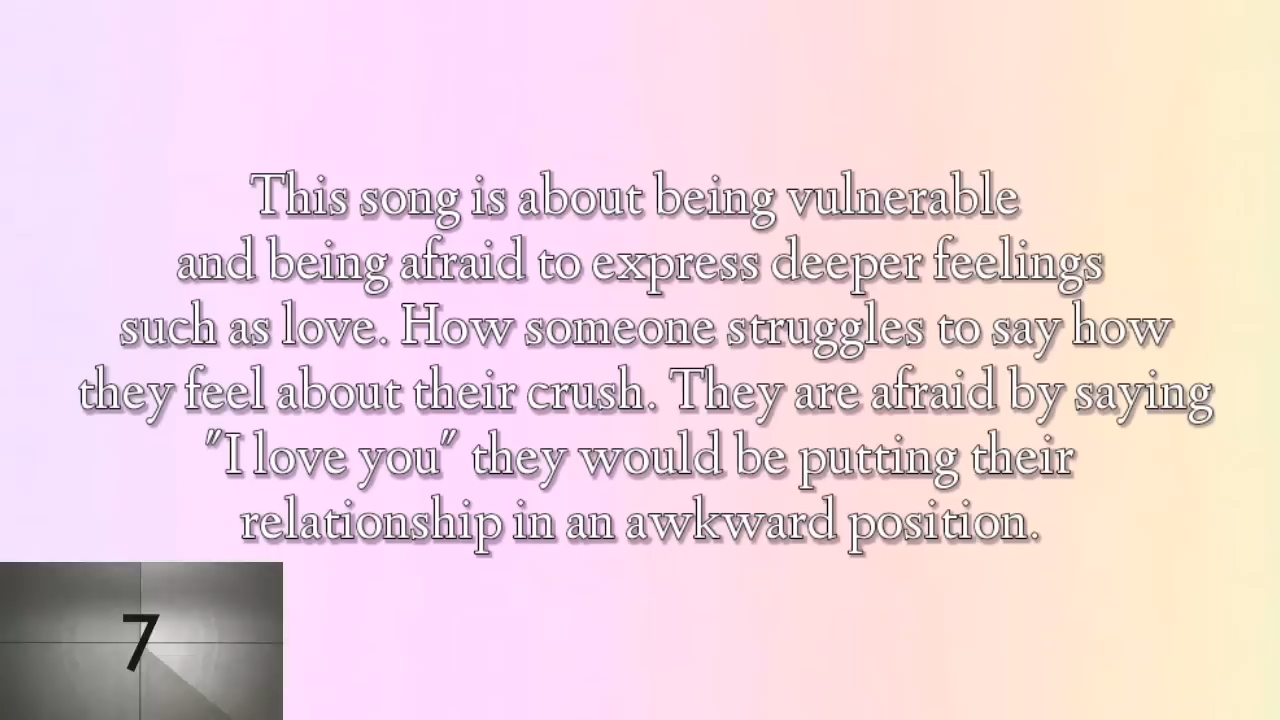 This song is about being vulnerable
and being afraid to express deeper feelings
such as love. How someone struggles to say how
they feel about their crush. They are afraid by saying
"I love you" they would be putting their
relationship in an awkward position.
7